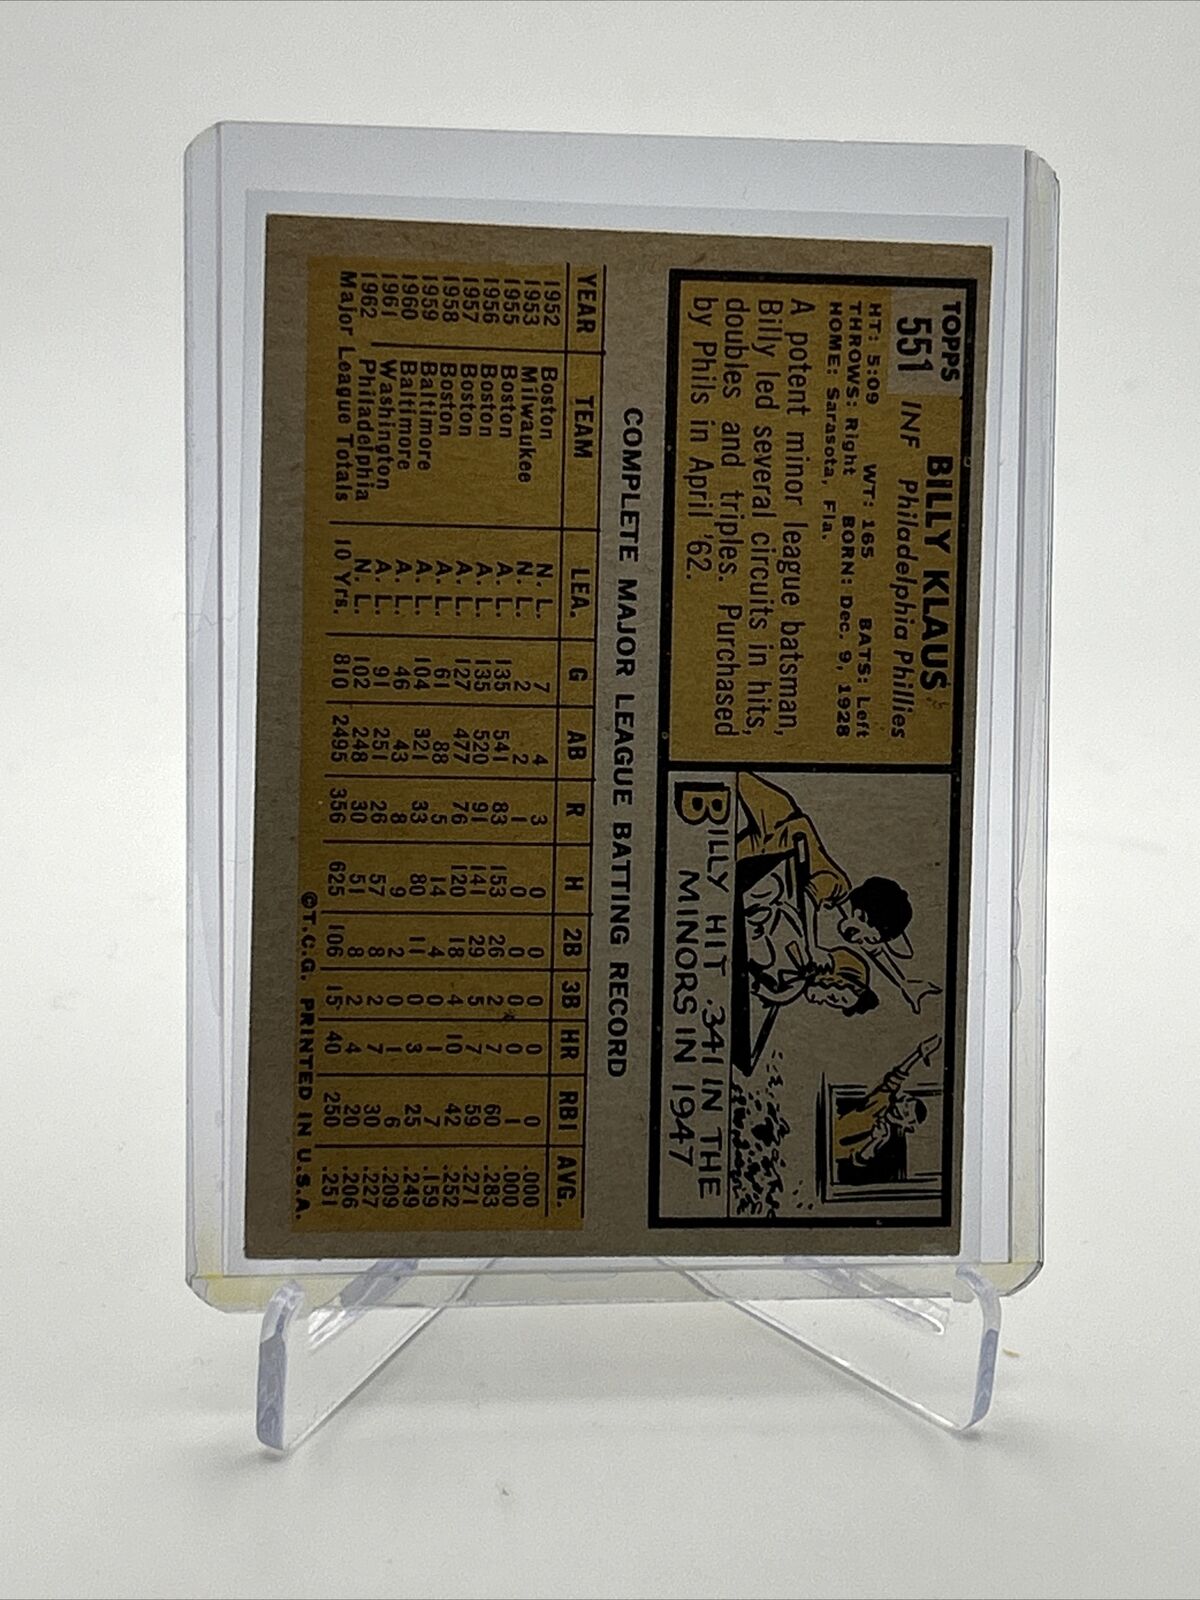 TOPPS
551
BILLY KLAUS
INF Philadelphia Phillies
HT: 5:09 WT: 165 BATS: Left
THROWS: Right BORN: Dec. 9, 1928
HOME: Sarasota, Fla.
A potent minor league batsman,
Billy led several circuits in hits,
doubles and triples. Purchased
by Phils in April '62.
BILLY HIT .341 IN THE
MINORS IN 1947
COMPLETE MAJOR LEAGUE BATTING RECORD
YEAR TEAM LEA. G AB R H 2B 3B HR RBI AVG.
1952 Boston N. L. 7 4 3 0 0 0 0 0 .000
1953 Milwaukee N. L. 2 2 1 0 0 0 0 1 .000
1955 Boston A. L. 135 541 83 153 26 2 7 60 .283
1956 Boston A. L. 135 520 91 141 29 5 7 59 .271
1957 Boston A. L. 127 477 76 120 18 4 10 42 .252
1958 Boston A. L. 61 88 5 14 4 0 1 7 .159
1959 Baltimore A. L. 104 321 33 80 11 0 3 25 .249
1960 Baltimore A. L. 46 43 8 9 2 0 1 6 .209
1961 Washington A. L. 91 251 26 57 8 2 7 30 .227
1962 Philadelphia N. L. 102 248 30 51 8 2 4 20 .206
Major League Totals 10 Yrs. 810 2495 356 625 106 15 40 250 .251
©T.C.G. PRINTED IN U.S.A.